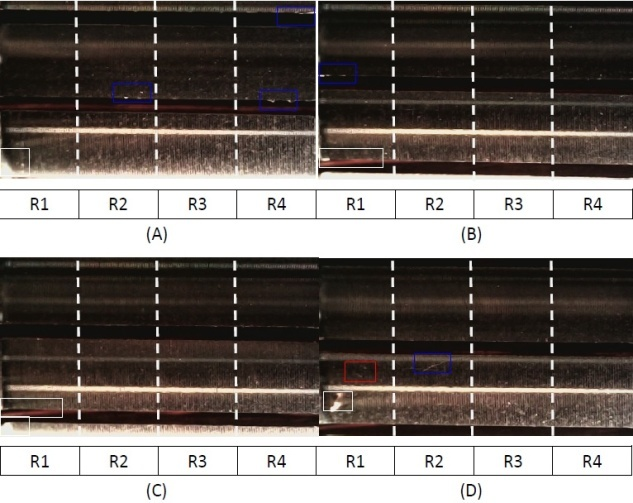 R1 R2 R3 R4 R1 R2 R3 R4
(A) (B)
R1 R2 R3 R4 R1 R2 R3 R4
(C) (D)